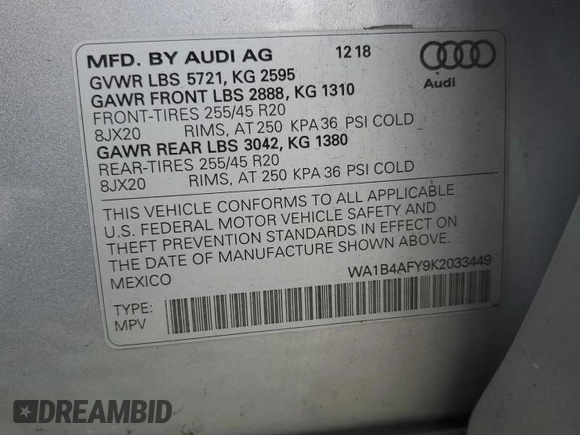 MFD. BY AUDI AG 12 18
GVWR LBS 5721, KG 2595
GAWR FRONT LBS 2888, KG 1310
FRONT-TIRES 255/45 R20
8JX20 RIMS, AT 250 KPA 36 PSI COLD
GAWR REAR LBS 3042, KG 1380
REAR-TIRES 255/45 R20
8JX20 RIMS, AT 250 KPA 36 PSI COLD
Audi
THIS VEHICLE CONFORMS TO ALL APPLICABLE
U.S. FEDERAL MOTOR VEHICLE SAFETY AND
THEFT PREVENTION STANDARDS IN EFFECT ON THE
DATE OF MANUFACTURE SHOWN ABOVE.
MEXICO WA1B4AFY9K2033449
TYPE:
MPV
DREAMBID